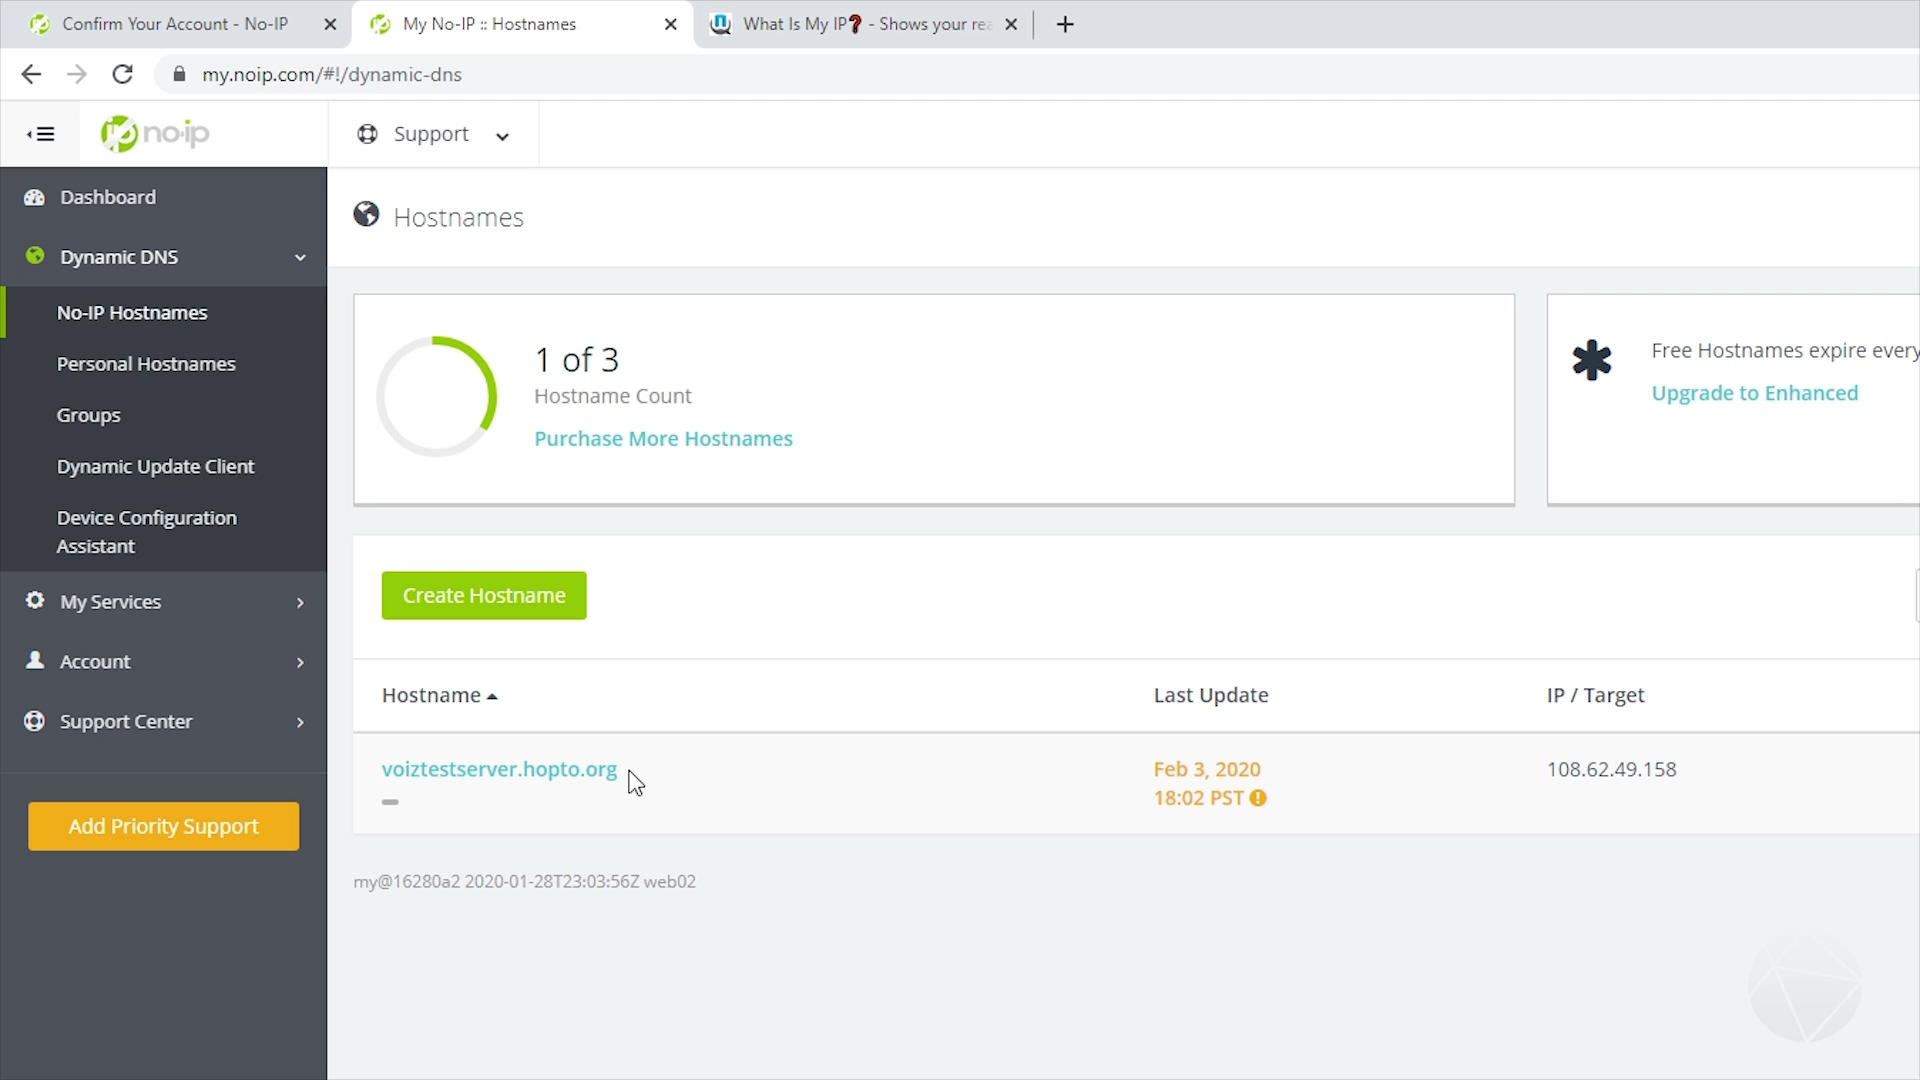 Confirm Your Account - No-IP
My No-IP :: Hostnames
What Is My IP❓ - Shows your rea
my.noip.com/#!/dynamic-dns
no-ip
Support
Dashboard
Dynamic DNS
No-IP Hostnames
Personal Hostnames
Groups
Dynamic Update Client
Device Configuration
Assistant
My Services
Account
Support Center
Add Priority Support
Hostnames
1 of 3
Hostname Count
Purchase More Hostnames
Free Hostnames expire every
Upgrade to Enhanced
Create Hostname
Hostname
Last Update
IP / Target
voiztestserver.hopto.org
Feb 3, 2020
18:02 PST
108.62.49.158
my@16280a2 2020-01-28T23:03:56Z web02